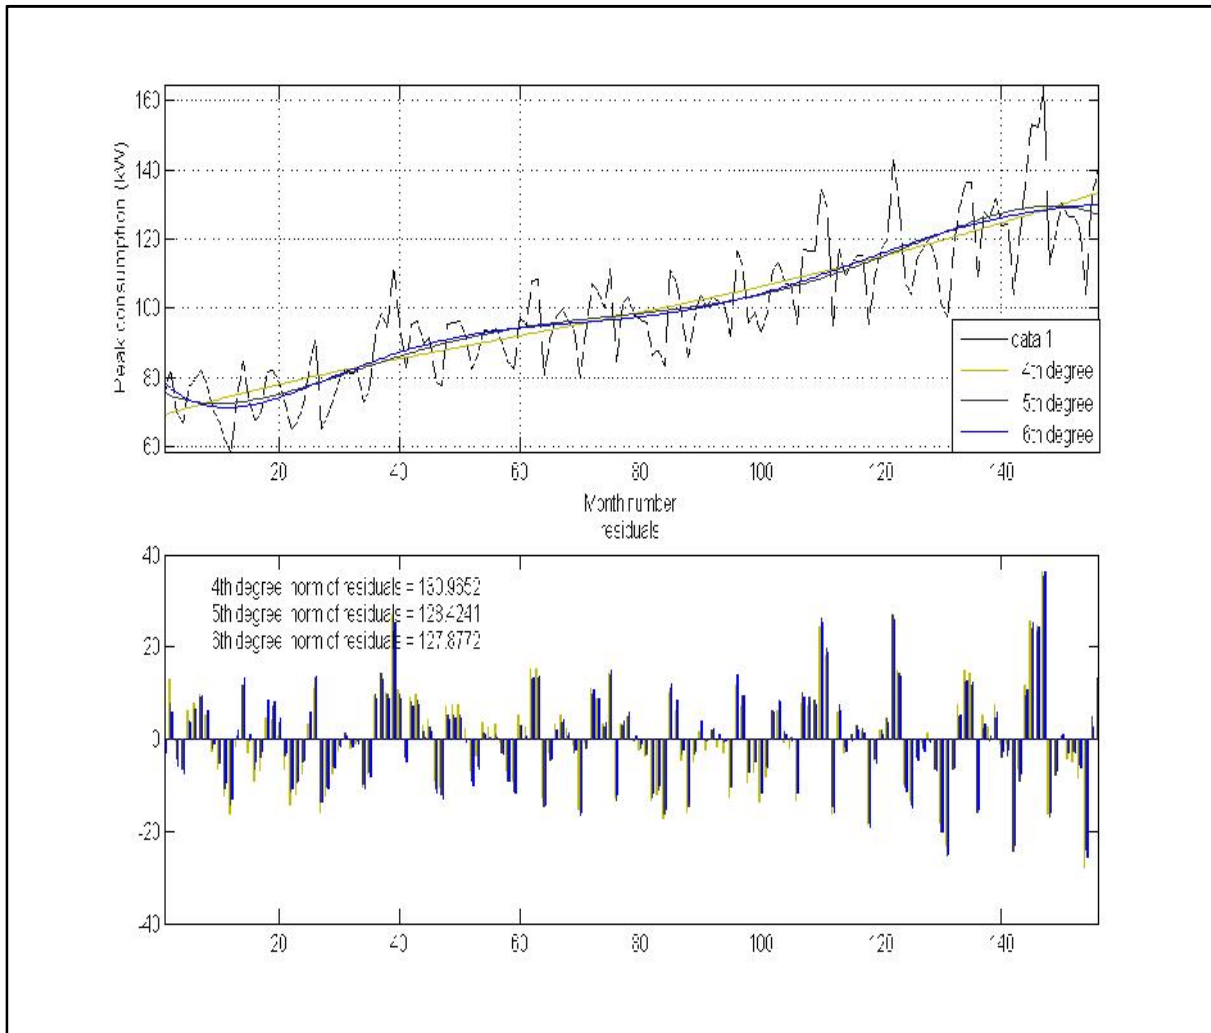 160
140
120
100
80
60
Peak consumption (kW)
data 1
4th degree
5th degree
6th degree
20 40 60 80 100 120 140
Month number
residuals
40
20
0
-20
-40
4th degree norm of residuals = 130.9652
5th degree norm of residuals = 128.4241
6th degree norm of residuals = 127.8772
20 40 60 80 100 120 140